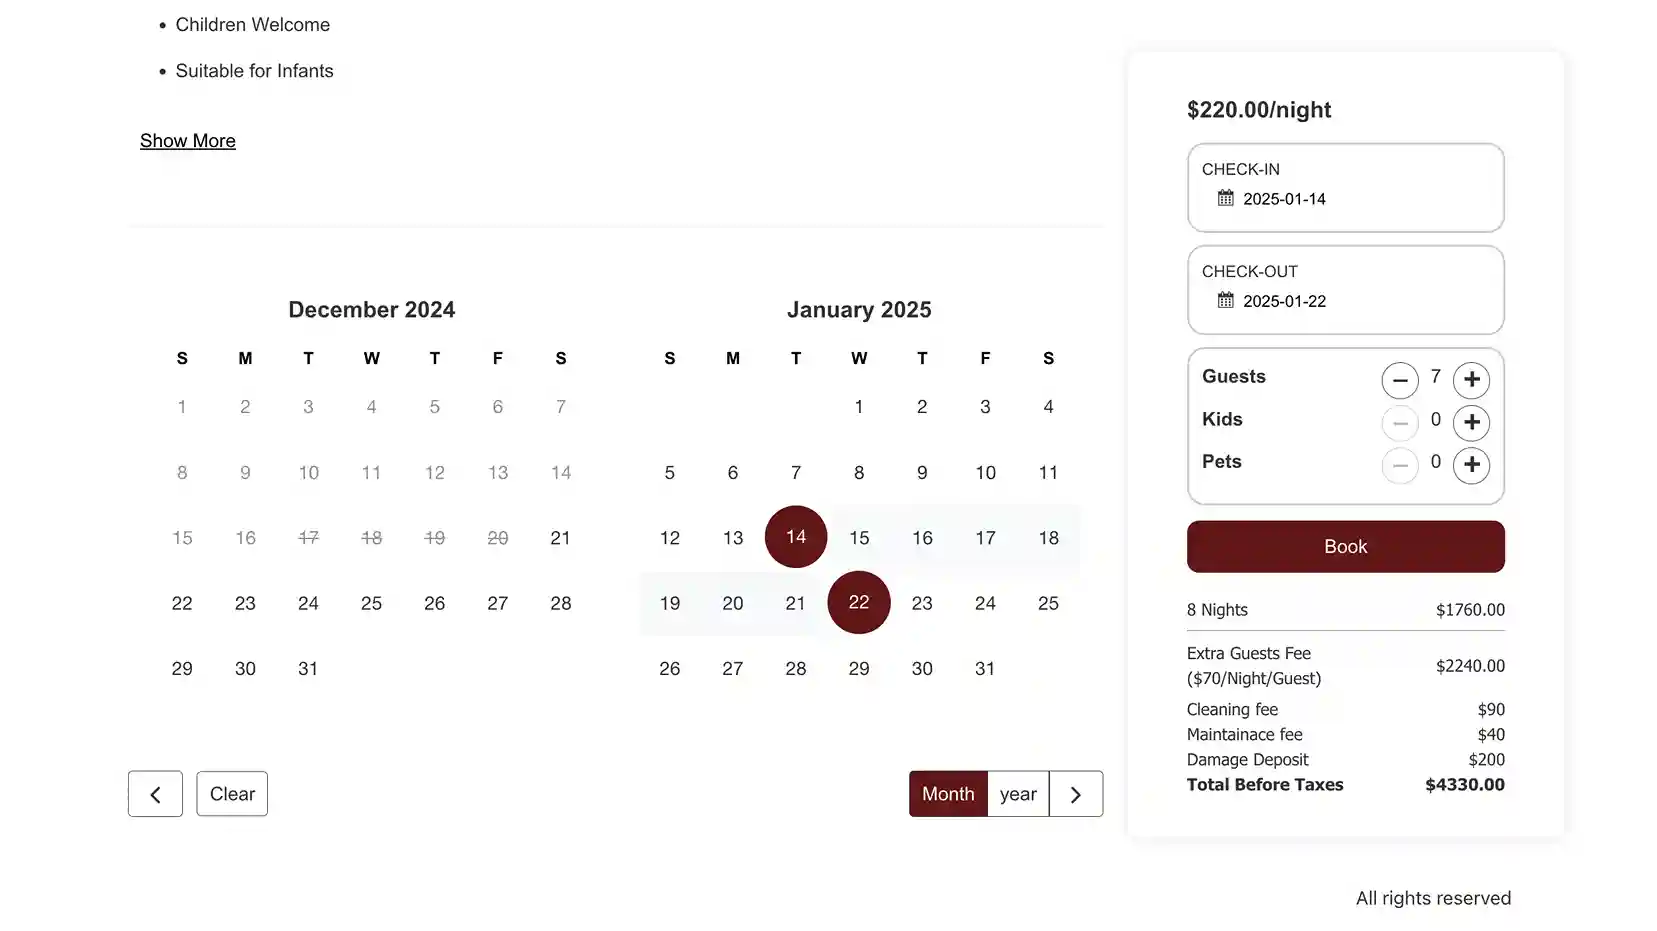 Children Welcome
Suitable for Infants
Show More
December 2024
S M T W T F S
1 2 3 4 5 6 7
8 9 10 11 12 13 14
15 16 17 18 19 20 21
22 23 24 25 26 27 28
29 30 31
January 2025
S M T W T F S
1 2 3 4
5 6 7 8 9 10 11
12 13 14 15 16 17 18
19 20 21 22 23 24 25
26 27 28 29 30 31
Clear
Month year
$220.00/night
CHECK-IN
2025-01-14
CHECK-OUT
2025-01-22
Guests 7
Kids 0
Pets 0
Book
8 Nights $1760.00
Extra Guests Fee
($70/Night/Guest) $2240.00
Cleaning fee $90
Maintainace fee $40
Damage Deposit $200
Total Before Taxes $4330.00
All rights reserved